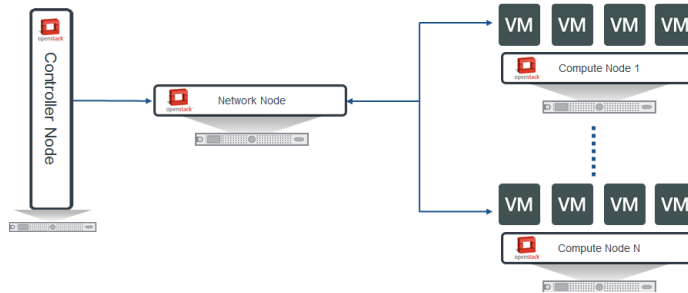 openstack
Controller Node
openstack
Network Node
VM
VM
VM
VM
openstack
Compute Node 1
VM
VM
VM
VM
openstack
Compute Node N